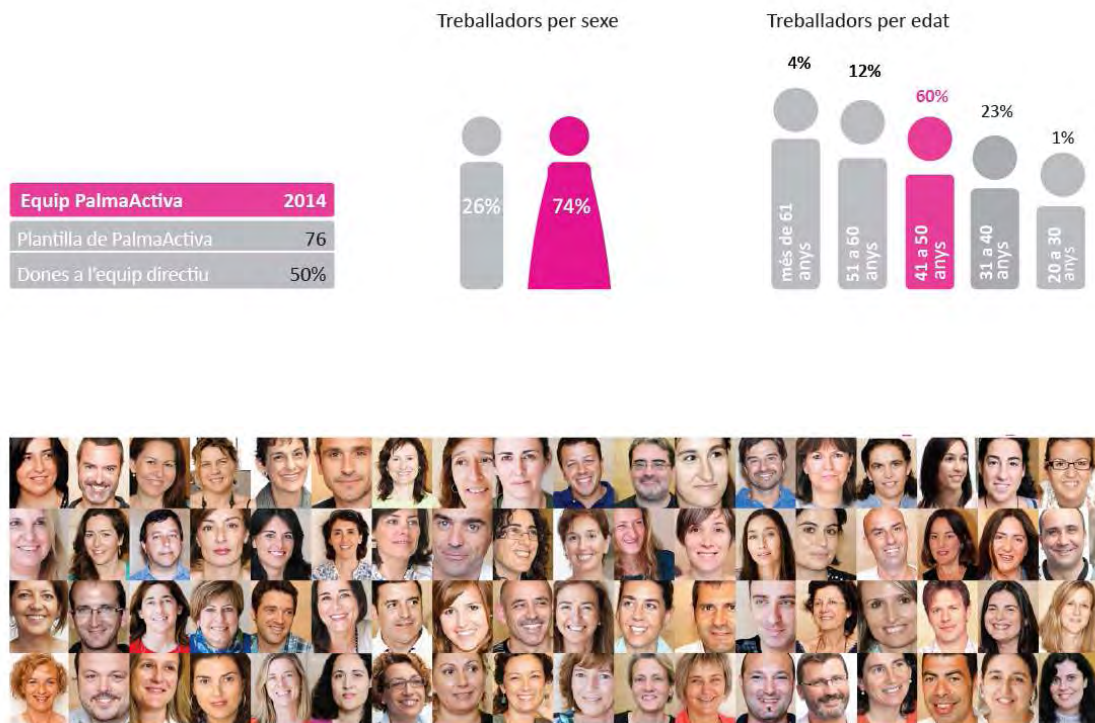 Treballadors per sexe
Treballadors per edat
4%
12%
60%
23%
1%
26%
74%
més de 61
anys
51 a 60
anys
41 a 50
anys
31 a 40
anys
20 a 30
anys
Equip PalmaActiva 2014
Plantilla de PalmaActiva 76
Dones a l'equip directiu 50%